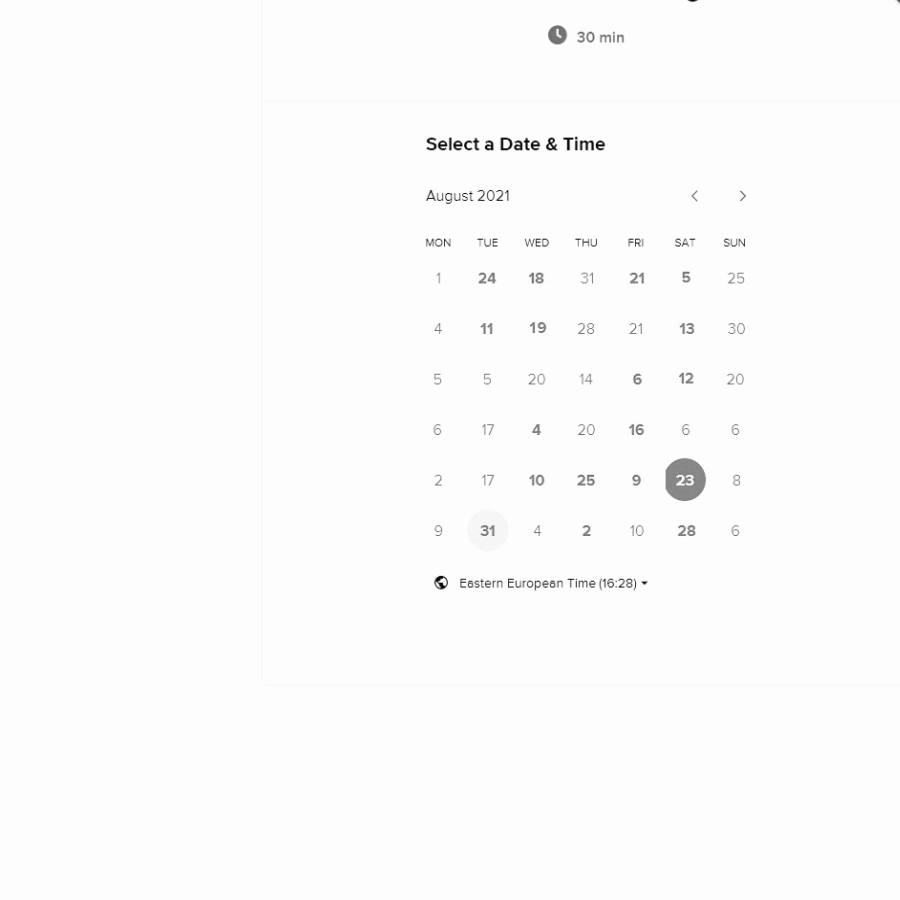 30 min
Select a Date & Time
August 2021
MON TUE WED THU FRI SAT SUN
1 24 18 31 21 5 25
4 11 19 28 21 13 30
5 5 20 14 6 12 20
6 17 4 20 16 6 6
2 17 10 25 9 23 8
9 31 4 2 10 28 6
Eastern European Time (16:28)